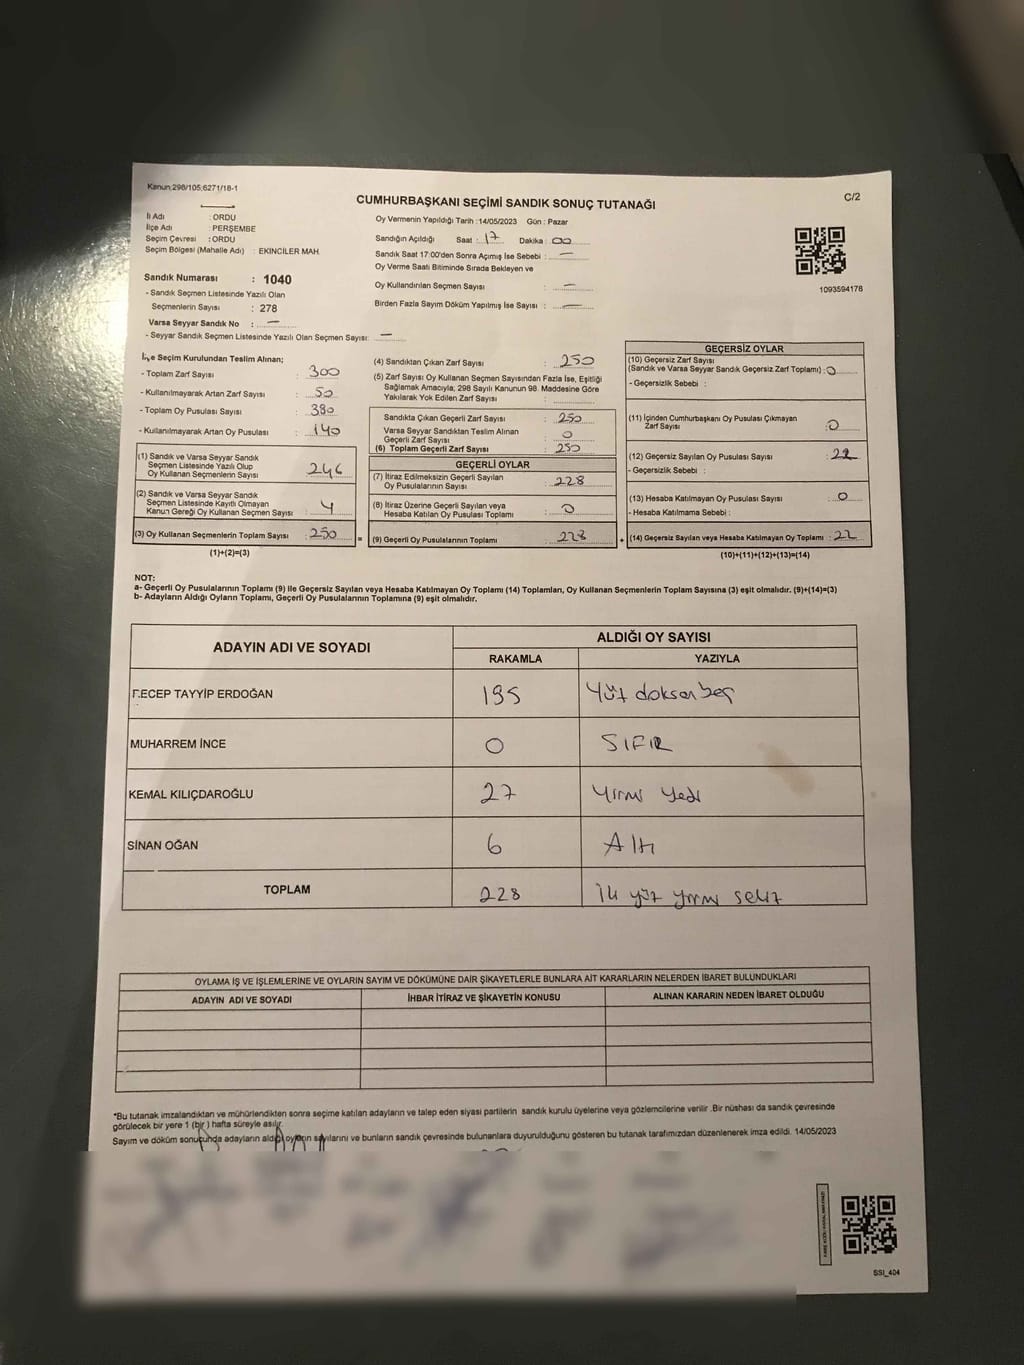 Kanun;298/105;6271/18-1
C/2
CUMHURBAŞKANI SEÇİMİ SANDIK SONUÇ TUTANAĞI
İl Adı : ORDU
İlçe Adı : PERŞEMBE
Seçim Çevresi : ORDU
Seçim Bölgesi (Mahalle Adı) : EKINCİLER MAH.
Sandık Numarası : 1040
- Sandık Seçmen Listesinde Yazılı Olan
Seçmenlerin Sayısı : 278
Varsa Seyyar Sandık No : —
- Seyyar Sandık Seçmen Listesinde Yazılı Olan Seçmen Sayısı: —
Oy Vermenin Yapıldığı Tarih :14/05/2023 Gün : Pazar
Sandığın Açıldığı Saat : 17 Dakika : 00
Sandık Saat 17:00'den Sonra Açımış İse Sebebi : —
Oy Verme Saati Bitiminde Sırada Bekleyen ve
Oy Kullandırılan Seçmen Sayısı : —
Birden Fazla Sayım Döküm Yapılmış İse Sayısı : —
1093594178
İlçe Seçim Kurulundan Teslim Alınan;
- Toplam Zarf Sayısı : 300
- Kullanılmayarak Artan Zarf Sayısı : 50
- Toplam Oy Pusulası Sayısı : 380
- Kullanılmayarak Artan Oy Pusulası : 140
(1) Sandık ve Varsa Seyyar Sandık
Seçmen Listesinde Yazılı Olup
Oy Kullanan Seçmenlerin Sayısı : 246
(2) Sandık ve Varsa Seyyar Sandık
Seçmen Listesinde Kayıtlı Olmayan
Kanun Gereği Oy Kullanan Seçmen Sayısı : 4
(3) Oy Kullanan Seçmenlerin Toplam Sayısı : 250
(1)+(2)=(3)
(4) Sandıktan Çıkan Zarf Sayısı : 250
(5) Zarf Sayısı Oy Kullanan Seçmen Sayısından Fazla İse, Eşitliği
Sağlamak Amacıyla, 298 Sayılı Kanunun 98. Maddesine Göre
Yakılarak Yok Edilen Zarf Sayısı :
Sandıkta Çıkan Geçerli Zarf Sayısı : 250
Varsa Seyyar Sandıktan Teslim Alınan
Geçerli Zarf Sayısı : 0
(6) Toplam Geçerli Zarf Sayısı : 250
GEÇERLİ OYLAR
(7) İtiraz Edilmeksizin Geçerli Sayılan
Oy Pusulalarının Sayısı : 228
(8) İtiraz Üzerine Geçerli Sayılan veya
Hesaba Katılan Oy Pusulası Toplamı : 0
= (9) Geçerli Oy Pusulalarının Toplamı : 228
GEÇERSİZ OYLAR
(10) Geçersiz Zarf Sayısı
(Sandık ve Varsa Seyyar Sandık Geçersiz Zarf Toplamı) : 0
- Geçersizlik Sebebi :
(11) İçinden Cumhurbaşkanı Oy Pusulası Çıkmayan
Zarf Sayısı : 0
(12) Geçersiz Sayılan Oy Pusulası Sayısı : 22
- Geçersizlik Sebebi :
(13) Hesaba Katılmayan Oy Pusulası Sayısı : 0
- Hesaba Katılmama Sebebi :
+ (14) Geçersiz Sayılan veya Hesaba Katılmayan Oy Toplamı : 22
(10)+(11)+(12)+(13)=(14)
NOT:
a- Geçerli Oy Pusulalarının Toplamı (9) ile Geçersiz Sayılan veya Hesaba Katılmayan Oy Toplamı (14) Toplamları, Oy Kullanan Seçmenlerin Toplam Sayısına (3) eşit olmalıdır. (9)+(14)=(3)
b- Adayların Aldığı Oyların Toplamı, Geçerli Oy Pusulalarının Toplamına (9) eşit olmalıdır.
ADAYIN ADI VE SOYADI
ALDIĞI OY SAYISI
RAKAMLA YAZIYLA
RECEP TAYYİP ERDOĞAN 195 Yüz doksan beş
MUHARREM İNCE 0 SIFIR
KEMAL KILIÇDAROĞLU 27 Yirmi Yedi
SİNAN OĞAN 6 Altı
TOPLAM 228 İki yüz yirmi sekiz
OYLAMA İŞ VE İŞLEMLERİNE VE OYLARIN SAYIM VE DÖKÜMÜNE DAİR ŞİKAYETLERLE BUNLARA AİT KARARLARIN NELERDEN İBARET BULUNDUKLARI
ADAYIN ADI VE SOYADI İHBAR İTİRAZ VE ŞİKAYETİN KONUSU ALINAN KARARIN NEDEN İBARET OLDUĞU
*Bu tutanak imzalandıktan ve mühürlendikten sonra seçime katılan adayların ve talep eden siyasi partilerin sandık kurulu üyelerine veya gözlemcilerine verilir .Bir nüshası da sandık çevresinde
görülecek bir yere 1 (bir) hafta süreyle asılır.
Sayım ve döküm sonucunda adayların aldığı oyların sayılarını ve bunların sandık çevresinde bulunanlara duyurulduğunu gösteren bu tutanak tarafımızdan düzenlenerek imza edildi. 14/05/2023
SSI_404